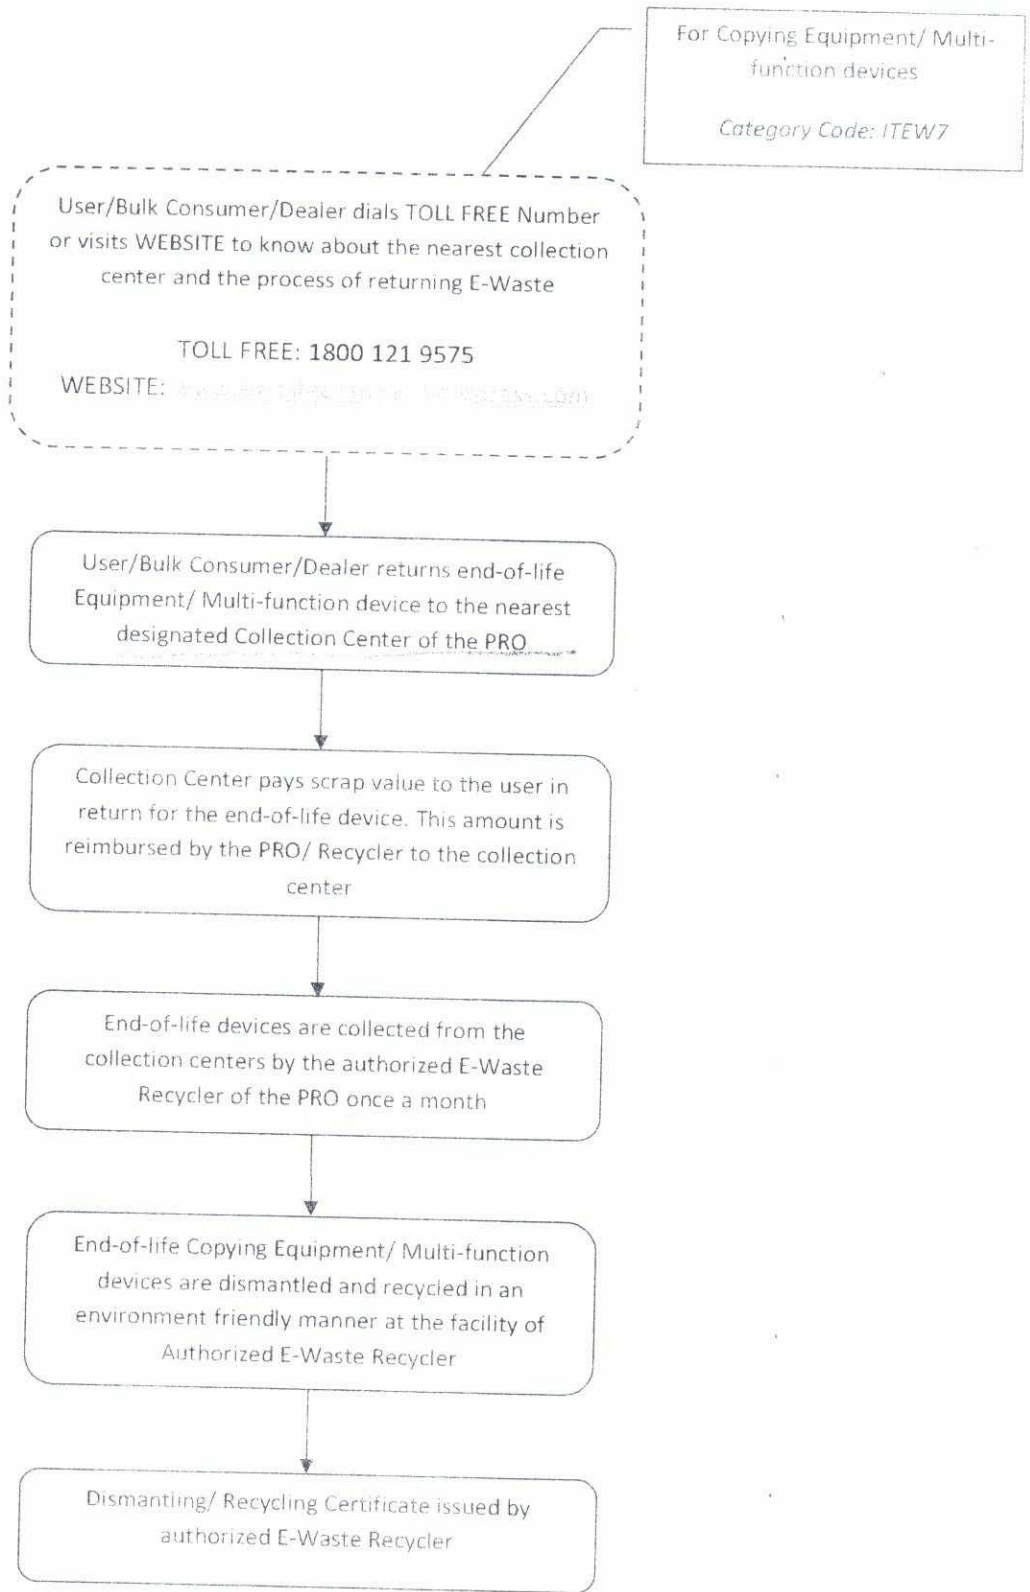 For Copying Equipment/ Multi-
function devices
Category Code: ITEW7
User/Bulk Consumer/Dealer dials TOLL FREE Number
or visits WEBSITE to know about the nearest collection
center and the process of returning E-Waste
TOLL FREE: 1800 121 9575
WEBSITE:
User/Bulk Consumer/Dealer returns end-of-life
Equipment/ Multi-function device to the nearest
designated Collection Center of the PRO
Collection Center pays scrap value to the user in
return for the end-of-life device. This amount is
reimbursed by the PRO/ Recycler to the collection
center
End-of-life devices are collected from the
collection centers by the authorized E-Waste
Recycler of the PRO once a month
End-of-life Copying Equipment/ Multi-function
devices are dismantled and recycled in an
environment friendly manner at the facility of
Authorized E-Waste Recycler
Dismantling/ Recycling Certificate issued by
authorized E-Waste Recycler